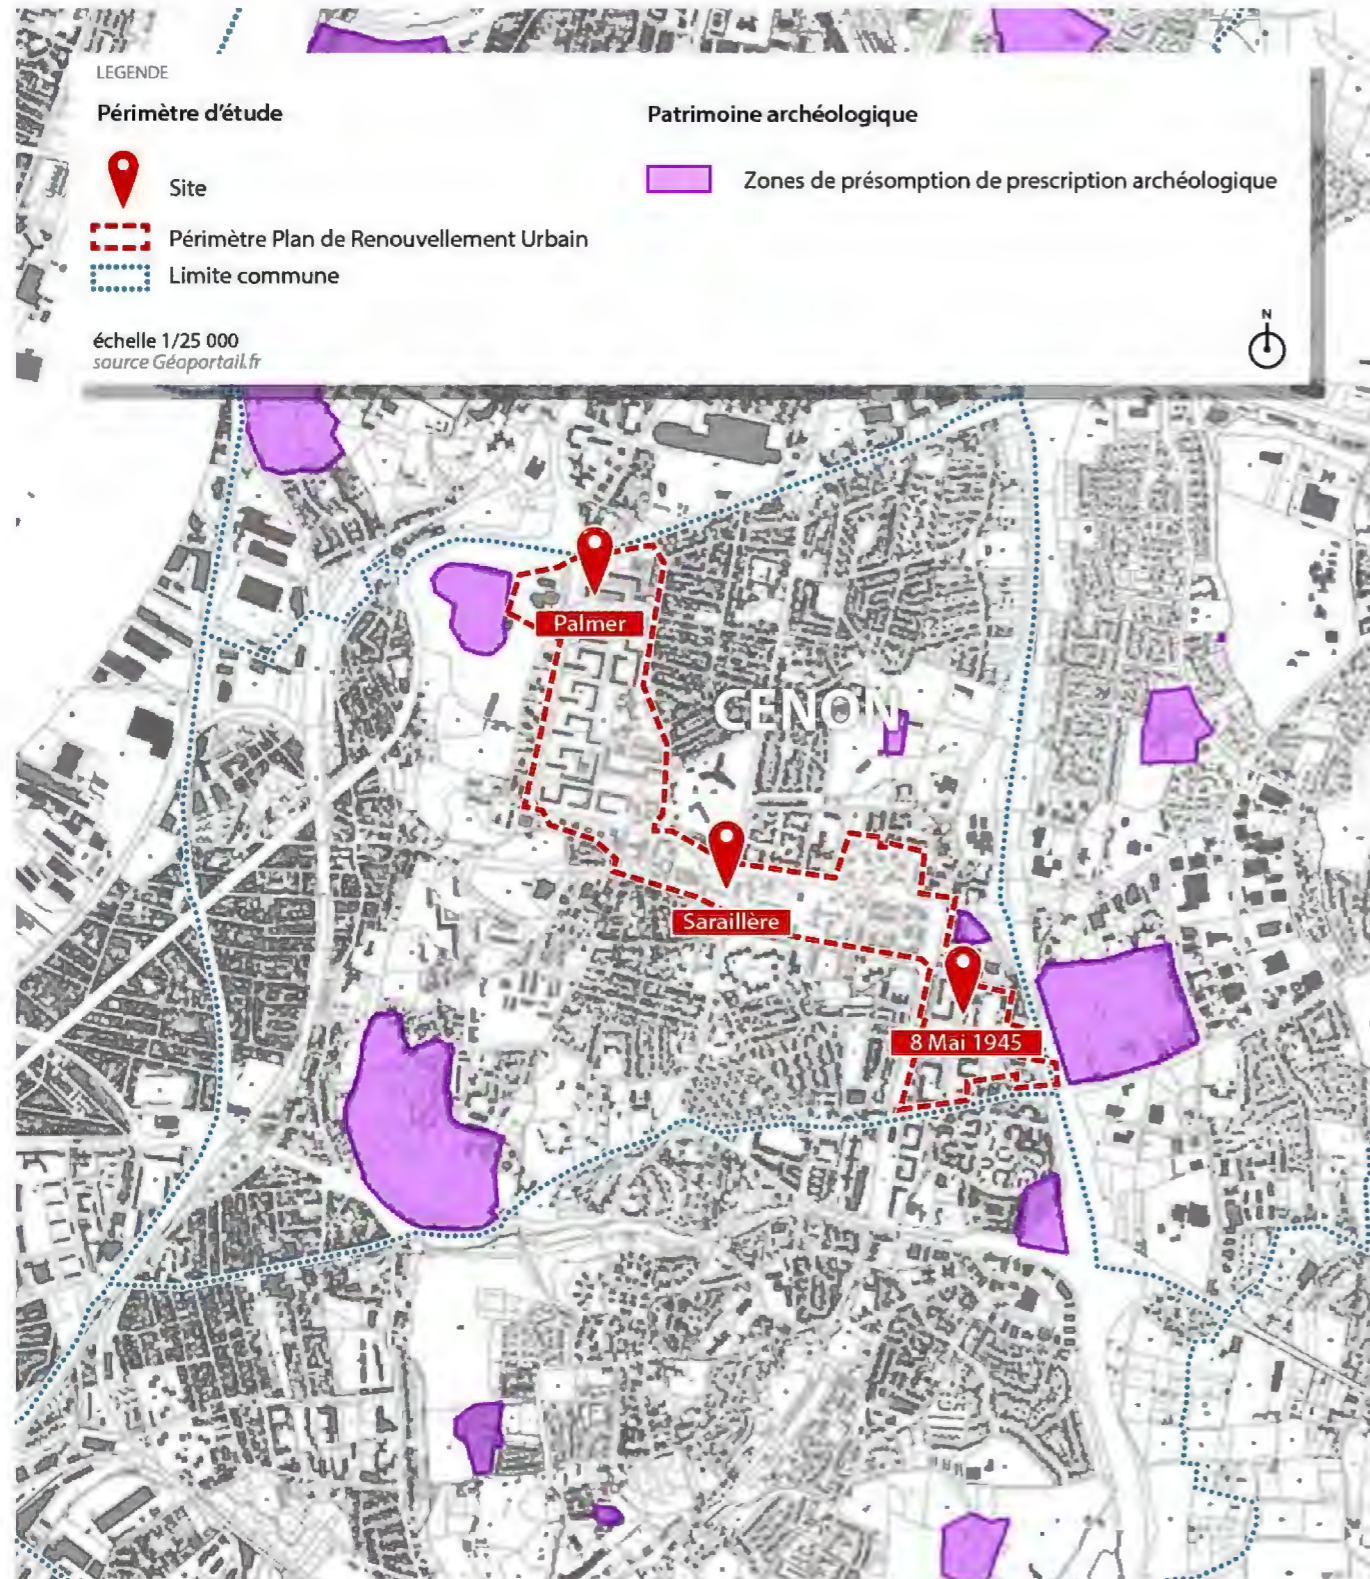 LEGENDE
Périmètre d'étude
Site
Périmètre Plan de Renouvellement Urbain
Limite commune
échelle 1/25 000
source Géoportail.fr
Patrimoine archéologique
Zones de présomption de prescription archéologique
N
Palmer
CENON
Saraillère
8 Mai 1945